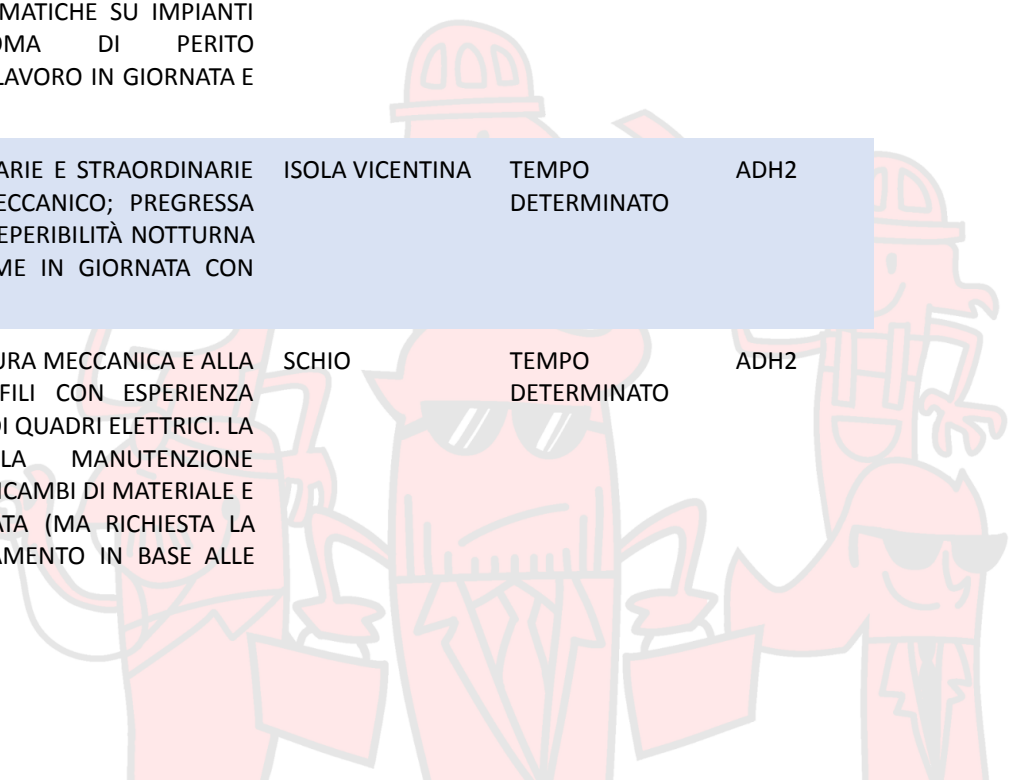 MATICHE SU IMPIANTI
OMA DI PERITO
LAVORO IN GIORNATA E
ARIE E STRAORDINARIE ISOLA VICENTINA TEMPO ADH2
ECCANICO; PREGRESSA DETERMINATO
EPERIBILITÀ NOTTURNA
ME IN GIORNATA CON
URA MECCANICA E ALLA SCHIO TEMPO ADH2
FILI CON ESPERIENZA DETERMINATO
DI QUADRI ELETTRICI. LA
LA MANUTENZIONE
ICAMBI DI MATERIALE E
ATA (MA RICHIESTA LA
AMENTO IN BASE ALLE